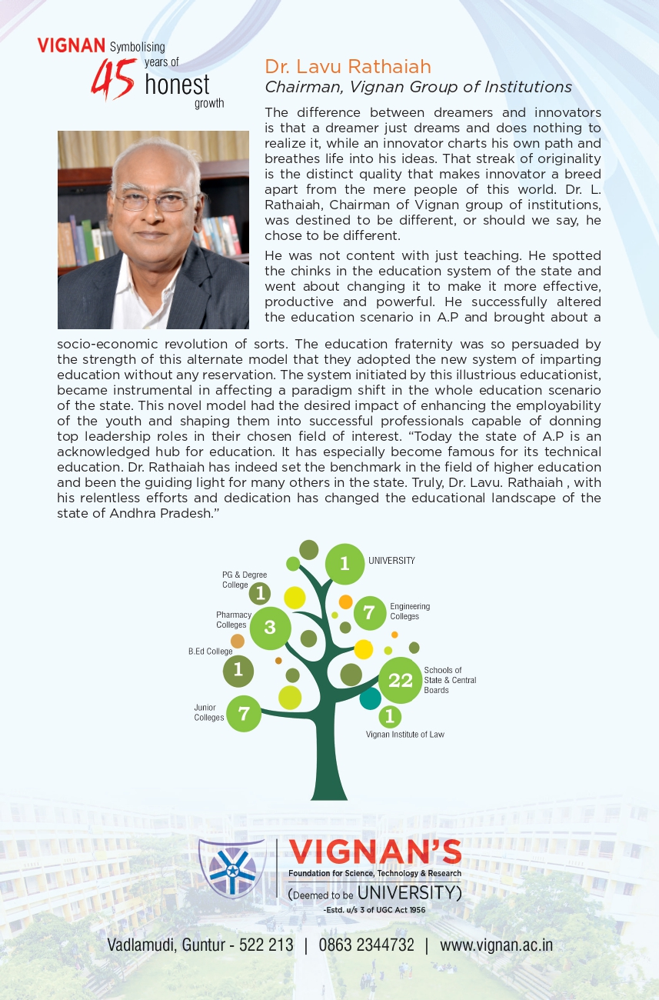 VIGNAN Symbolising
45 years of
honest
growth
Dr. Lavu Rathaiah
Chairman, Vignan Group of Institutions
The difference between dreamers and innovators
is that a dreamer just dreams and does nothing to
realize it, while an innovator charts his own path and
breathes life into his ideas. That streak of originality
is the distinct quality that makes innovator a breed
apart from the mere people of this world. Dr. L.
Rathaiah, Chairman of Vignan group of institutions,
was destined to be different, or should we say, he
chose to be different.
He was not content with just teaching. He spotted
the chinks in the education system of the state and
went about changing it to make it more effective,
productive and powerful. He successfully altered
the education scenario in A.P and brought about a
socio-economic revolution of sorts. The education fraternity was so persuaded by
the strength of this alternate model that they adopted the new system of imparting
education without any reservation. The system initiated by this illustrious educationist,
became instrumental in affecting a paradigm shift in the whole education scenario
of the state. This novel model had the desired impact of enhancing the employability
of the youth and shaping them into successful professionals capable of donning
top leadership roles in their chosen field of interest. “Today the state of A.P is an
acknowledged hub for education. It has especially become famous for its technical
education. Dr. Rathaiah has indeed set the benchmark in the field of higher education
and been the guiding light for many others in the state. Truly, Dr. Lavu. Rathaiah , with
his relentless efforts and dedication has changed the educational landscape of the
state of Andhra Pradesh.”
1 UNIVERSITY
PG & Degree
College 1
7 Engineering
Colleges
Pharmacy
Colleges 3
B.Ed College
1
22 Schools of
State & Central
Boards
Junior
Colleges 7
1
Vignan Institute of Law
VIGNAN'S
Foundation for Science, Technology & Research
(Deemed to be UNIVERSITY)
-Estd. u/s 3 of UGC Act 1956
Vadlamudi, Guntur - 522 213 | 0863 2344732 | www.vignan.ac.in